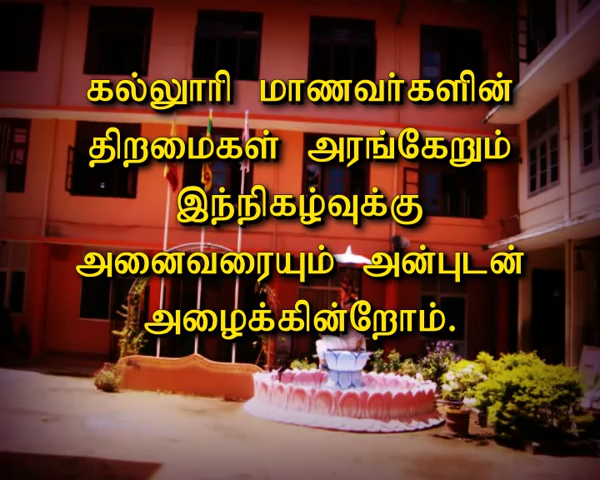 கல்லூரி மாணவர்களின்
திறமைகள் அரங்கேறும்
இந்நிகழ்வுக்கு
அனைவரையும் அன்புடன்
அழைக்கின்றோம்.